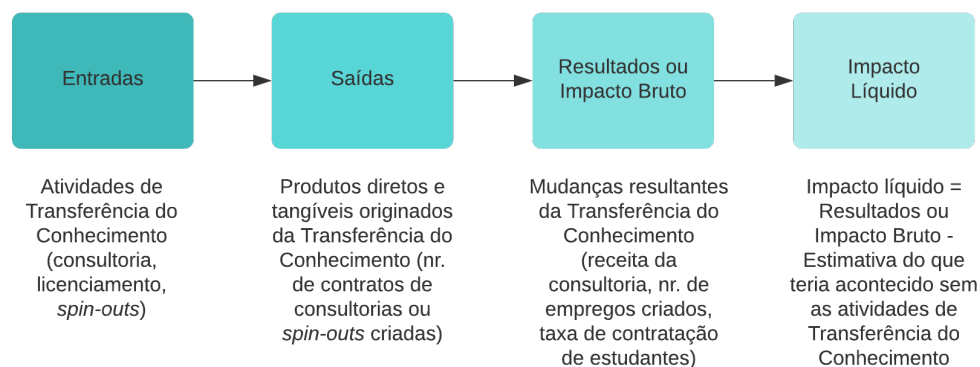 Entradas
Saídas
Resultados ou
Impacto Bruto
Impacto
Líquido
Atividades de
Transferência do
Conhecimento
(consultoria,
licenciamento,
spin-outs)
Produtos diretos e
tangíveis originados
da Transferência do
Conhecimento (nr.
de contratos de
consultorias ou
spin-outs criadas)
Mudanças resultantes
da Transferência do
Conhecimento
(receita da
consultoria, nr. de
empregos criados,
taxa de contratação
de estudantes)
Impacto líquido =
Resultados ou
Impacto Bruto -
Estimativa do que
teria acontecido sem
as atividades de
Transferência do
Conhecimento